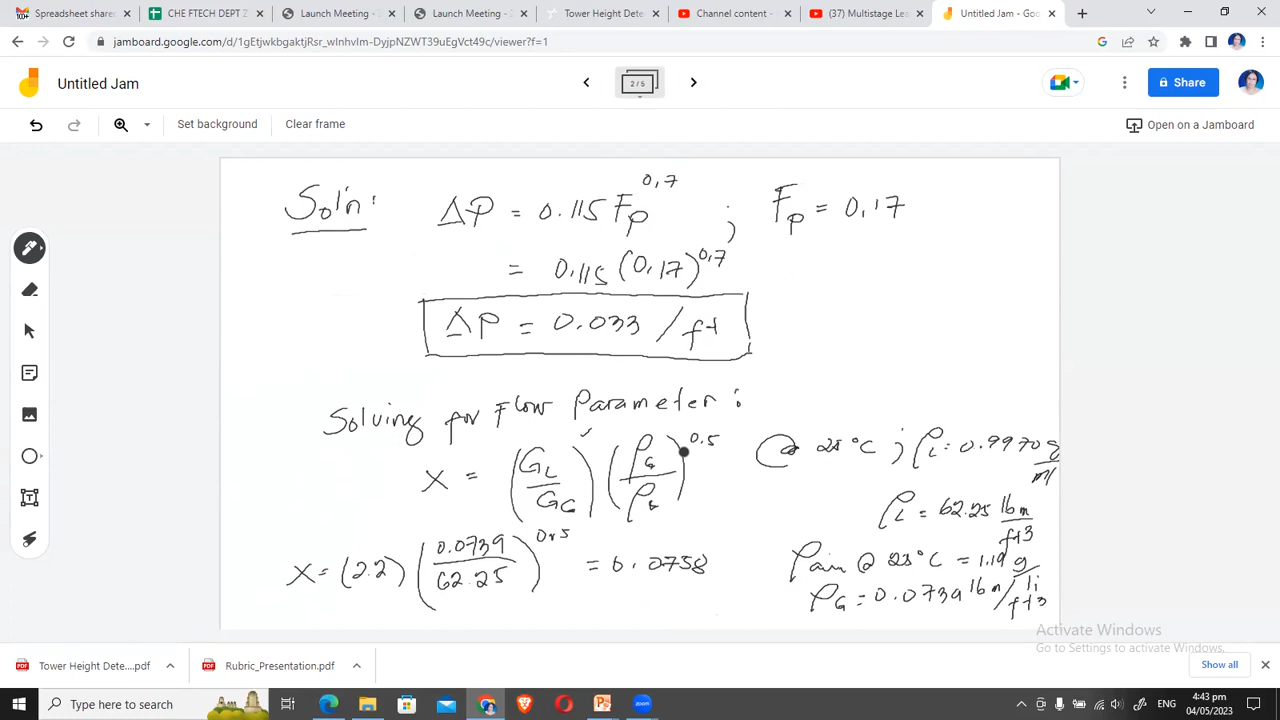 Spreadsheet share
CHE FTECH DEPT Z
Launch Meeting -
Launch Meeting - Z
Tower Height Dete
Channel content -
(37) Multistage Le
Untitled Jam - Goo
jamboard.google.com/d/1gEtjwkbgaktjRsr_wInhvIm-DyjpNZWT39uEgVct49c/viewer?f=1
Untitled Jam
2/6
Share
Set background
Clear frame
Open on a Jamboard
Sol'n:
ΔP = 0.115 Fp^0.7 ; Fp = 0.17
= 0.115 (0.17)^0.7
ΔP = 0.033 /ft
Solving for Flow Parameter:
X = (GL/GG) (ρG/ρL)^0.5
@ 25°C ; ρL = 0.9970 g/ml
ρL = 62.25 lbm/ft3
X = (2.2) (0.0739/62.25)^0.5 = 0.0758
ρair @ 25°C = 1.19 g/li
ρG = 0.0739 lbm/ft3
Activate Windows
Go to Settings to activate Windows.
Tower Height Dete....pdf
Rubric_Presentation.pdf
Show all
Type here to search
ENG
4:43 pm
04/05/2023